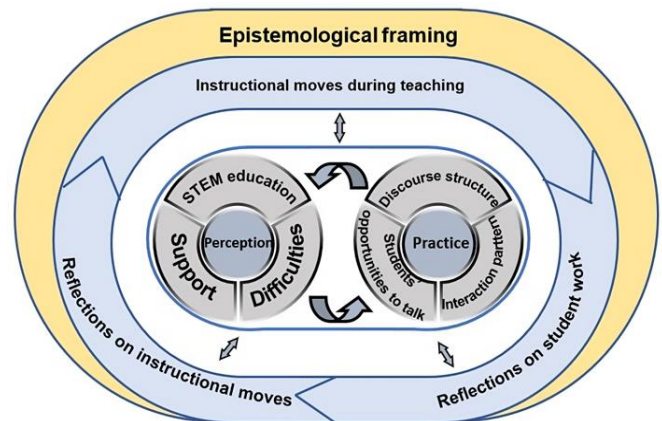 Epistemological framing
Instructional moves during teaching
STEM education
Support
Perception
Difficulties
Discourse structure
Students'
opportunities to talk
Practice
Interaction pattern
Reflections on instructional moves
Reflections on student work